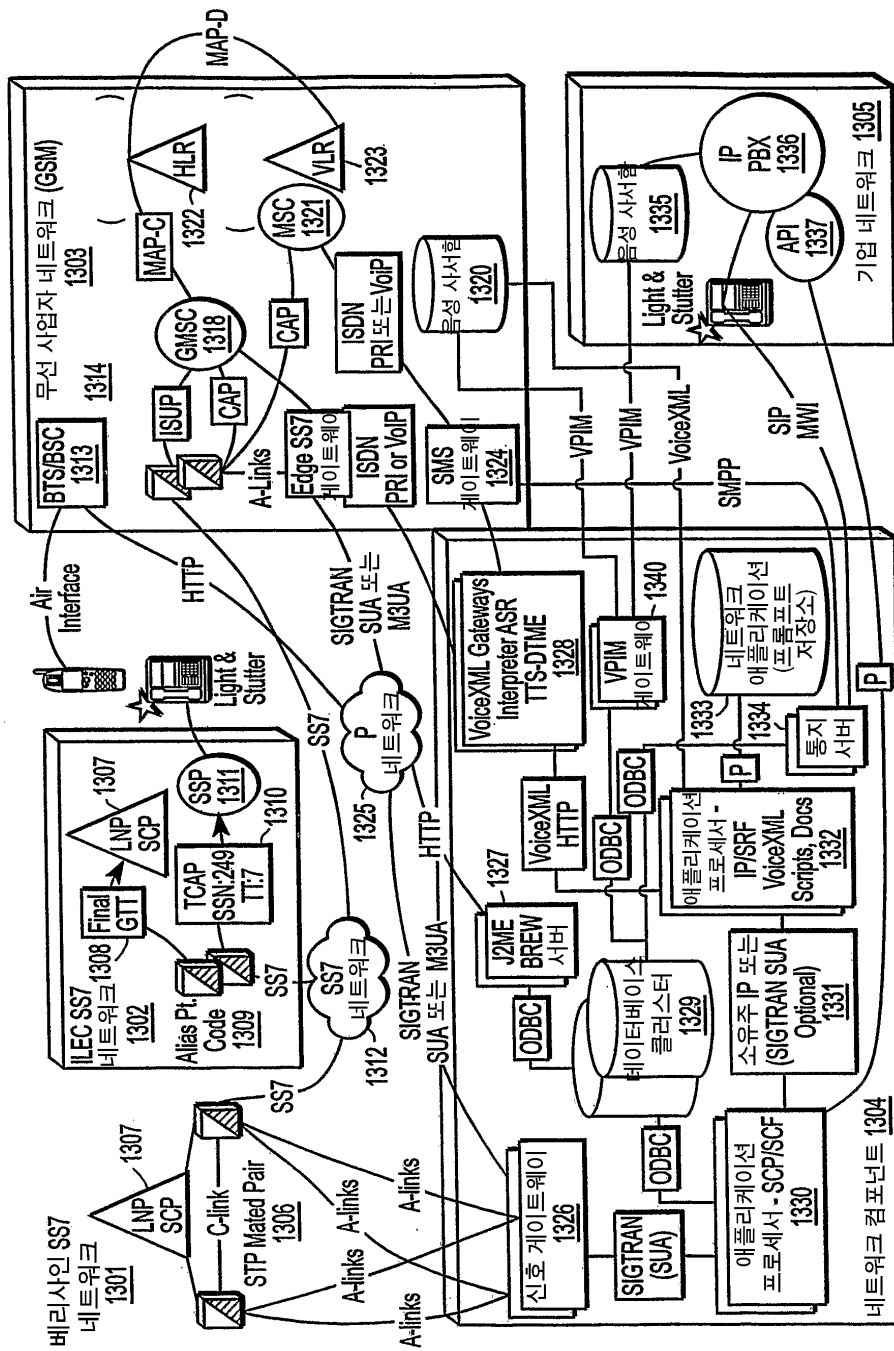 베리사인 SS7
네트워크
1301
LNP
SCP
1307
C-link
STP Mated Pair
1306
A-links
A-links
A-links
A-links
SS7
ILEC SS7
네트워크
1302
Final
GTT
1308
LNP
SCP
1307
Alias Pt.
Code
1309
TCAP
SSN:249
TT:7
1310
SSP
1311
SS7
Light &
Stutter
Air
Interface
SS7
네트워크
1312
SS7
HTTP
P
네트워크
1325
SIGTRAN
SUA 또는 M3UA
SIGTRAN
SUA 또는
M3UA
HTTP
무선 사업자 네트워크 (GSM)
1303
1314
BTS/BSC
1313
ISUP
CAP
GMSC
1318
MAP-C
HLR
1322
MAP-D
VLR
1323
MSC
1321
CAP
A-Links
Edge SS7
게이트웨이
ISDN
PRI or VoIP
ISDN
PRI 또는 VoIP
SMS
게이트웨이
1324
음성 사서함
1320
VPIM
VPIM
VoiceXML
SMPP
SIP
MWI
음성 사서함
1335
Light &
Stutter
IP
PBX
1336
API
1337
기업 네트워크 1305
신호 게이트웨이
1326
SIGTRAN
(SUA)
애플리케이션
프로세서 - SCP/SCF
1330
ODBC
데이터베이스
클러스터
1329
ODBC
J2ME
BREW
서버
1327
VoiceXML Gateways
Interpreter ASR
TTS-DTME
1328
VoiceXML
HTTP
ODBC
ODBC
VPIM
게이트웨이
1340
소유주 IP 또는
(SIGTRAN SUA
Optional)
1331
애플리케이션
프로세서 -
IP/SRF
VoiceXML
Scripts, Docs
1332
P
네트워크
애플리케이션
(프롬프트
저장소)
1333
1334
통지
서버
P
네트워크 컴포넌트 1304